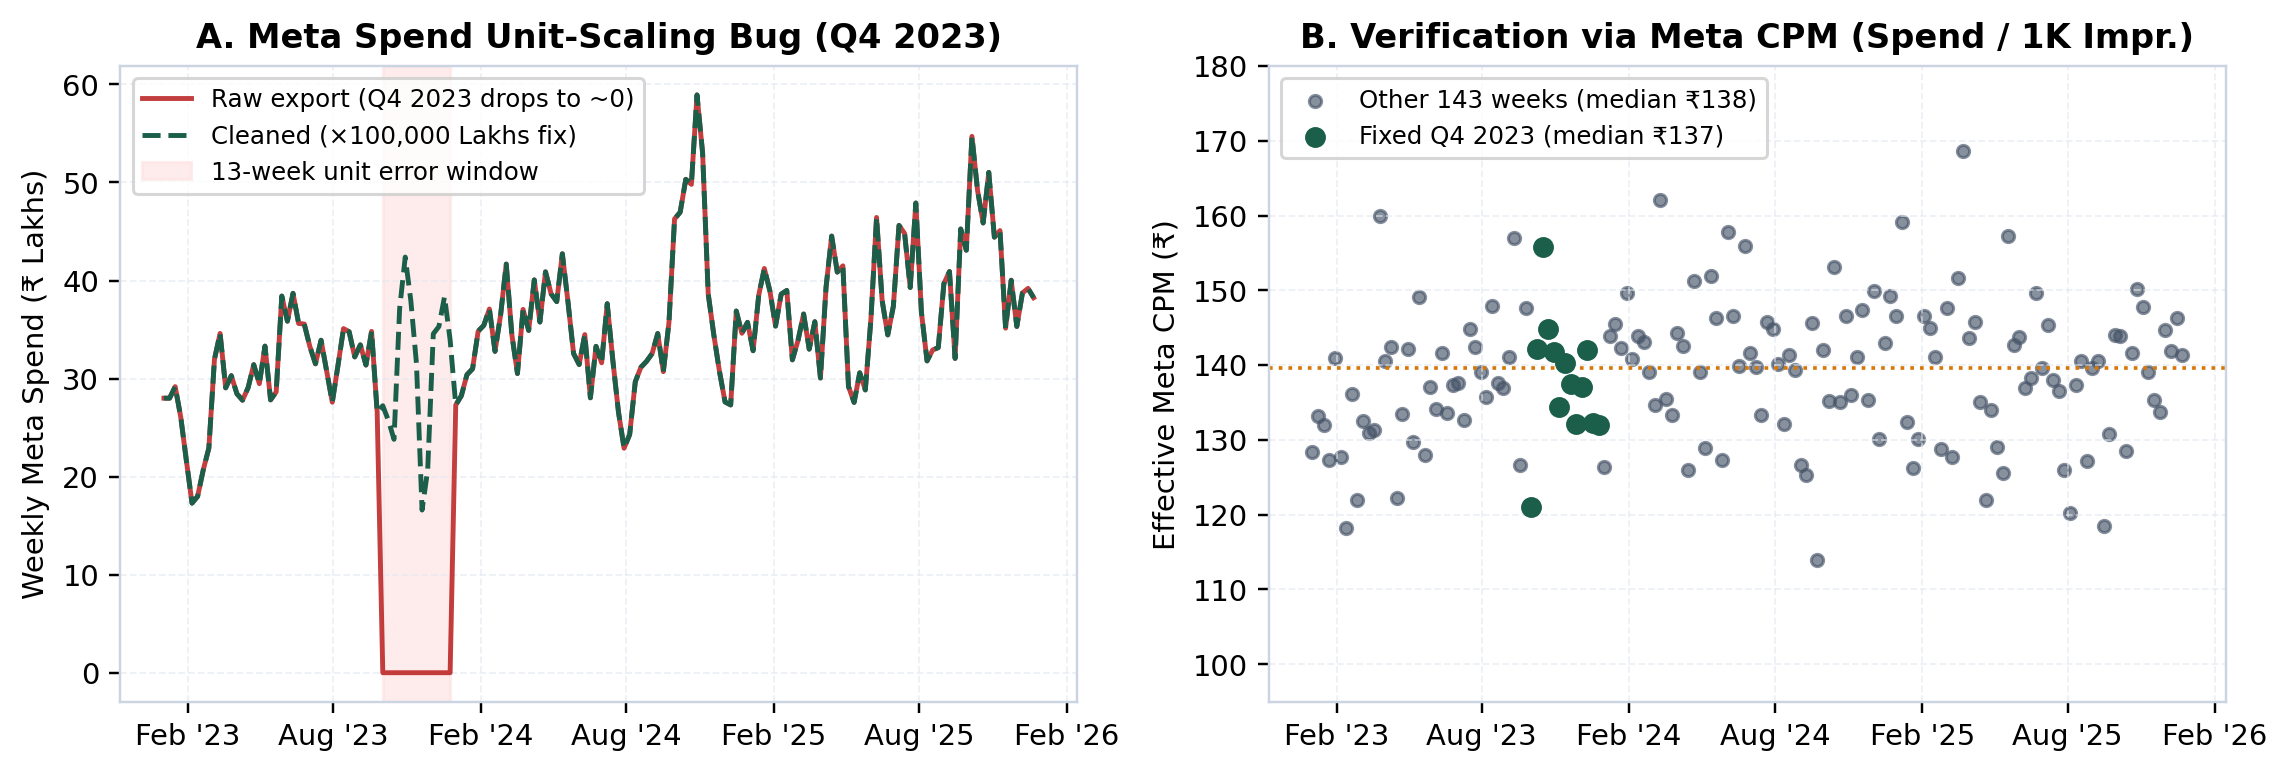 A. Meta Spend Unit-Scaling Bug (Q4 2023)
Weekly Meta Spend (₹ Lakhs)
60
50
40
30
20
10
0
Raw export (Q4 2023 drops to ~0)
Cleaned (×100,000 Lakhs fix)
13-week unit error window
Feb '23
Aug '23
Feb '24
Aug '24
Feb '25
Aug '25
Feb '26
B. Verification via Meta CPM (Spend / 1K Impr.)
Effective Meta CPM (₹)
180
170
160
150
140
130
120
110
100
Other 143 weeks (median ₹138)
Fixed Q4 2023 (median ₹137)
Feb '23
Aug '23
Feb '24
Aug '24
Feb '25
Aug '25
Feb '26